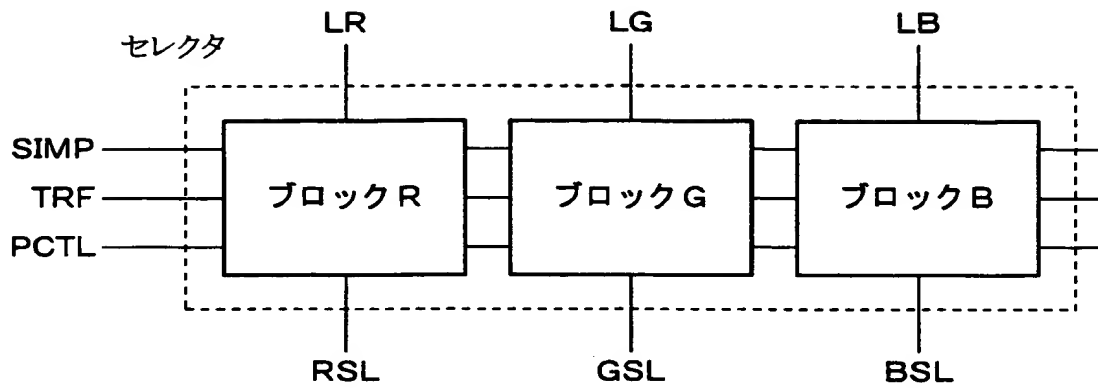 LR LG LB
セレクタ
SIMP
TRF
PCTL
ブロックR ブロックG ブロックB
RSL GSL BSL